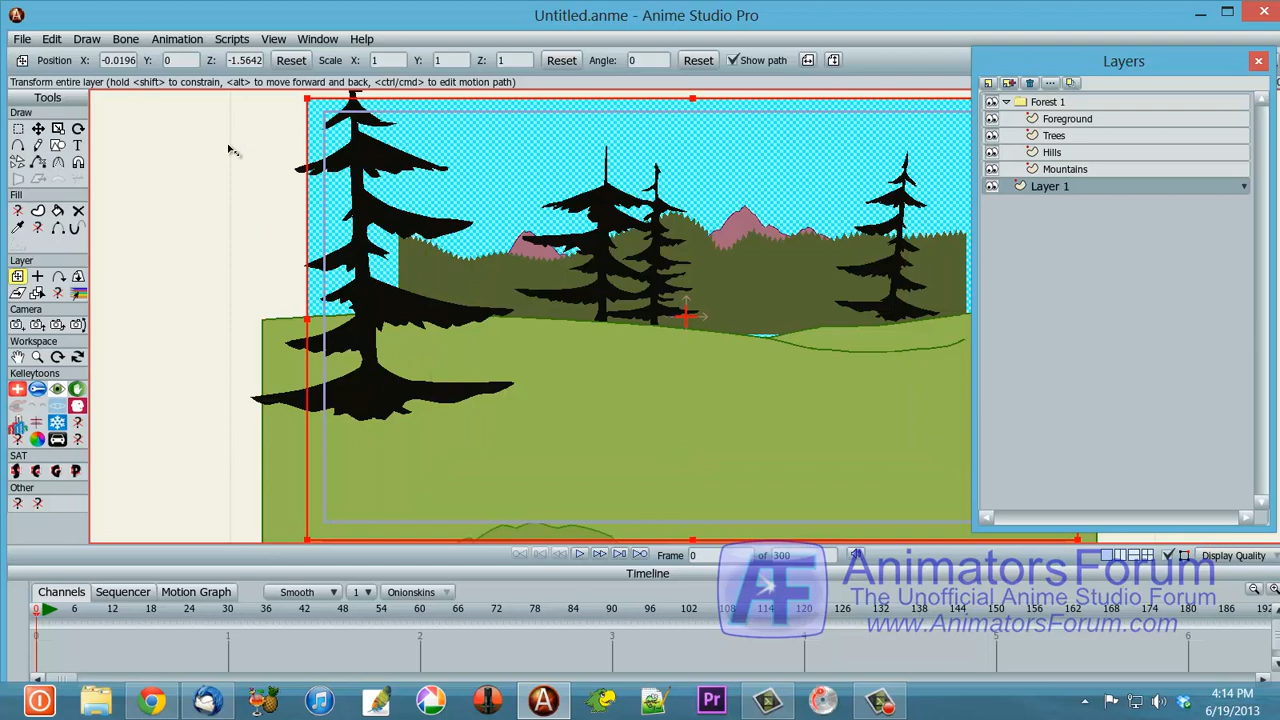 Untitled.anme - Anime Studio Pro
File Edit Draw Bone Animation Scripts View Window Help
Position X: -0.0196 Y: 0 Z: -1.5642 Reset Scale X: 1 Y: 1 Z: 1 Reset Angle: 0 Reset Show path
Transform entire layer (hold <shift> to constrain, <alt> to move forward and back, <ctrl/cmd> to edit motion path)
Tools
Draw
Fill
Layer
Camera
Workspace
Kelleytoons
SAT
Other
Layers
Forest 1
Foreground
Trees
Hills
Mountains
Layer 1
Frame 0 of 300
Display Quality
Timeline
Channels Sequencer Motion Graph Smooth 1 Onionskins
0 6 12 18 24 30 36 42 48 54 60 66 72 78 84 90 96 102 108 114 120 126 132 138 144 150 156 162 168 174 180 186 192
0 1 2 3 4 5 6
AF
AnimatorsForum
The Unofficial Anime Studio Forum
www.AnimatorsForum.com
Pr
4:14 PM
6/19/2013